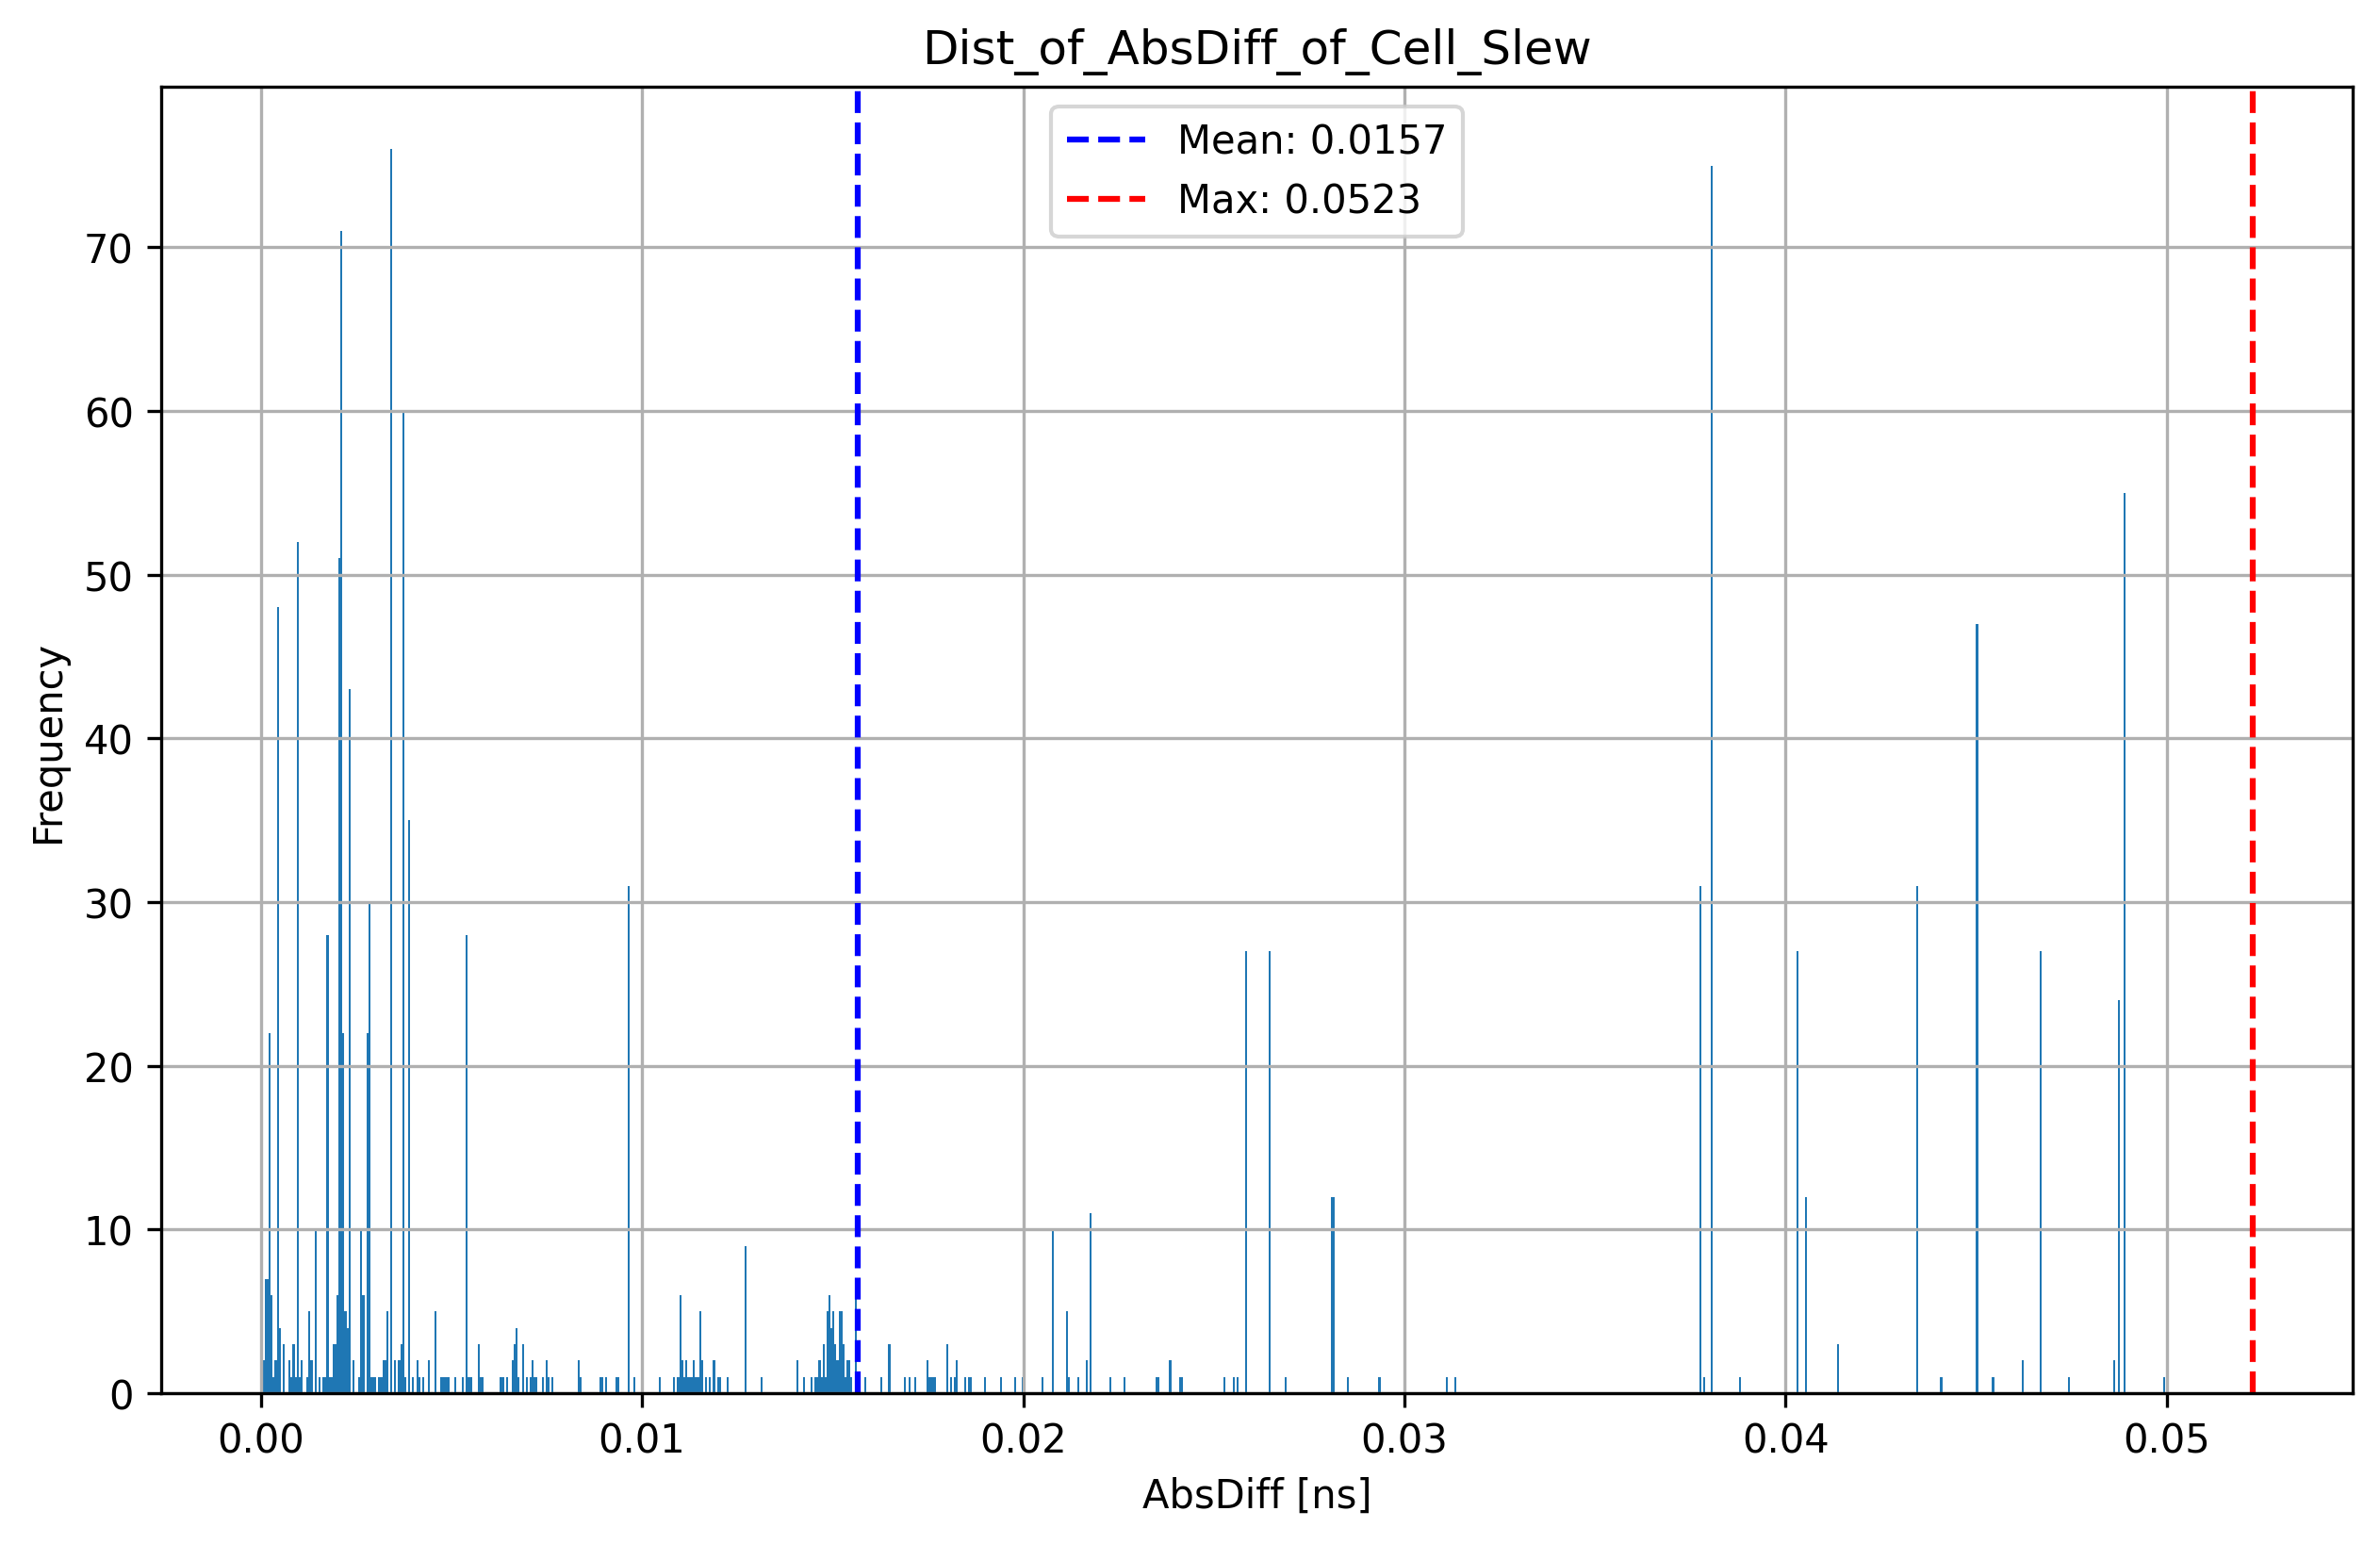 Dist_of_AbsDiff_of_Cell_Slew
Mean: 0.0157
Max: 0.0523
70
60
50
40
30
20
10
0
Frequency
0.00 0.01 0.02 0.03 0.04 0.05
AbsDiff [ns]